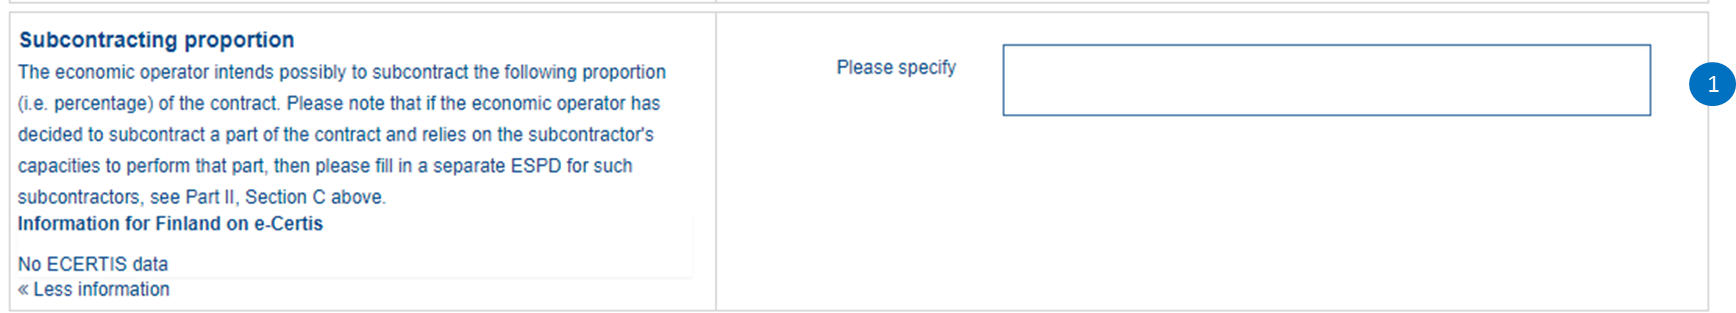 Subcontracting proportion
The economic operator intends possibly to subcontract the following proportion
(i.e. percentage) of the contract. Please note that if the economic operator has
decided to subcontract a part of the contract and relies on the subcontractor's
capacities to perform that part, then please fill in a separate ESPD for such
subcontractors, see Part II, Section C above.
Information for Finland on e-Certis
No ECERTIS data
« Less information
Please specify
1